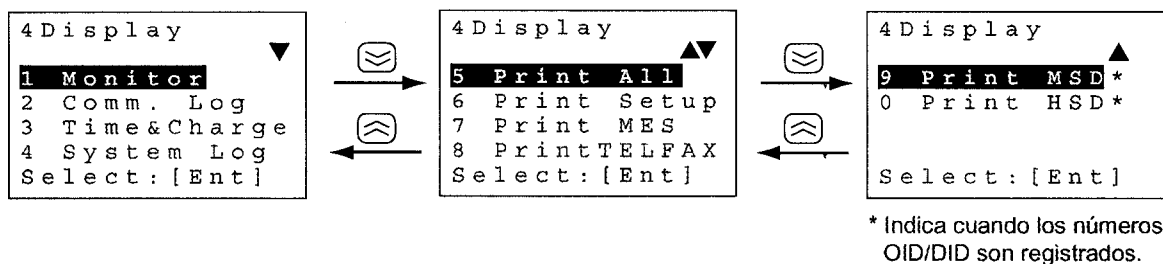 4Display
1 Monitor
2 Comm. Log
3 Time&Charge
4 System Log
Select:[Ent]
4Display
5 Print All
6 Print Setup
7 Print MES
8 PrintTELFAX
Select:[Ent]
4Display
9 Print MSD*
0 Print HSD*
Select:[Ent]
* Indica cuando los números
OID/DID son registrados.